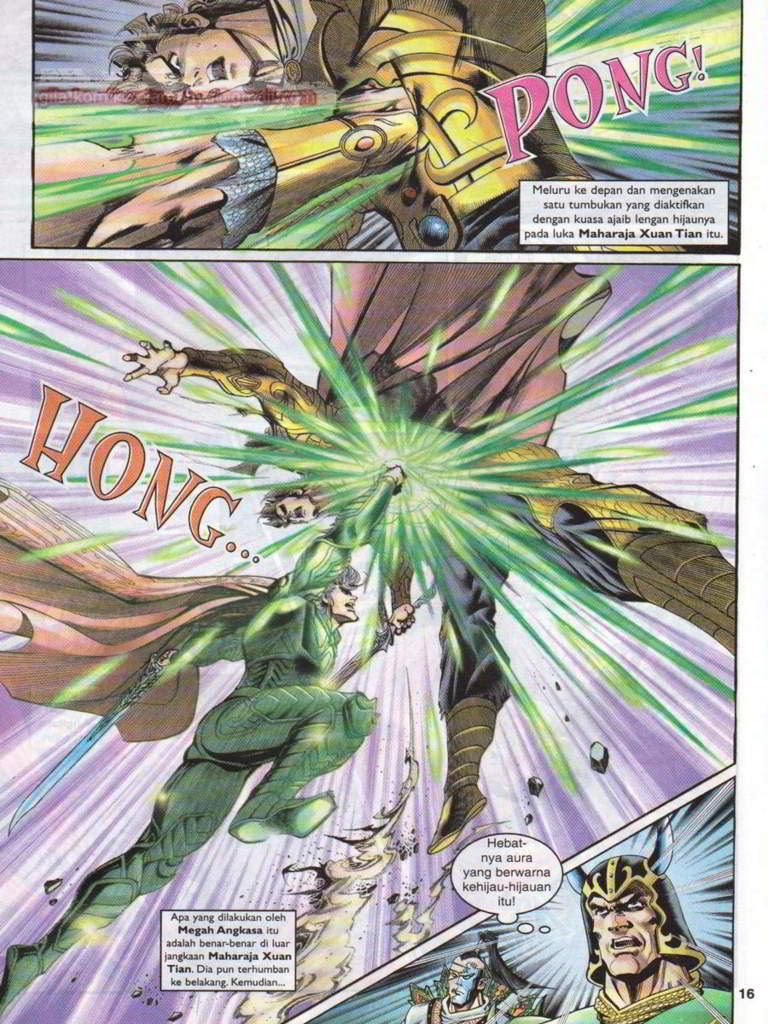 PONG!
Meluru ke depan dan mengenakan
satu tumbukan yang diaktifkan
dengan kuasa ajaib lengan hijaunya
pada luka Maharaja Xuan Tian itu.
HONG...
Hebat-
nya aura
yang berwarna
kehijau-hijauan
itu!
Apa yang dilakukan oleh
Megah Angkasa itu
adalah benar-benar di luar
jangkaan Maharaja Xuan
Tian. Dia pun terhumban
ke belakang. Kemudian...
16